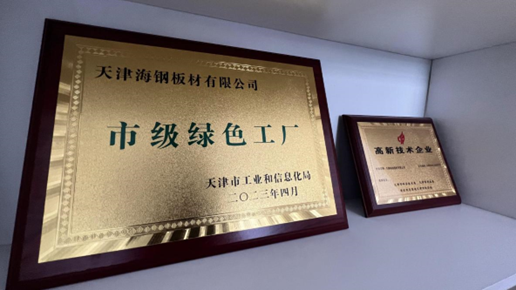 天津海钢板材有限公司
市级绿色工厂
天津市工业和信息化局
二〇二三年四月
高新技术企业